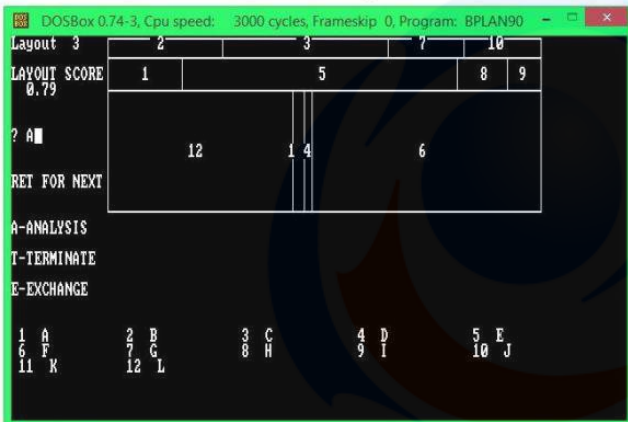 DOSBox 0.74-3, Cpu speed: 3000 cycles, Frameskip 0, Program: BPLAN90
Layout 3 2 3 7 10
LAYOUT SCORE 1 5 8 9
0.79
? A
12 1 4 6
RET FOR NEXT
A-ANALYSIS
T-TERMINATE
E-EXCHANGE
1 A 2 B 3 C 4 D 5 E
6 F 7 G 8 H 9 I 10 J
11 K 12 L